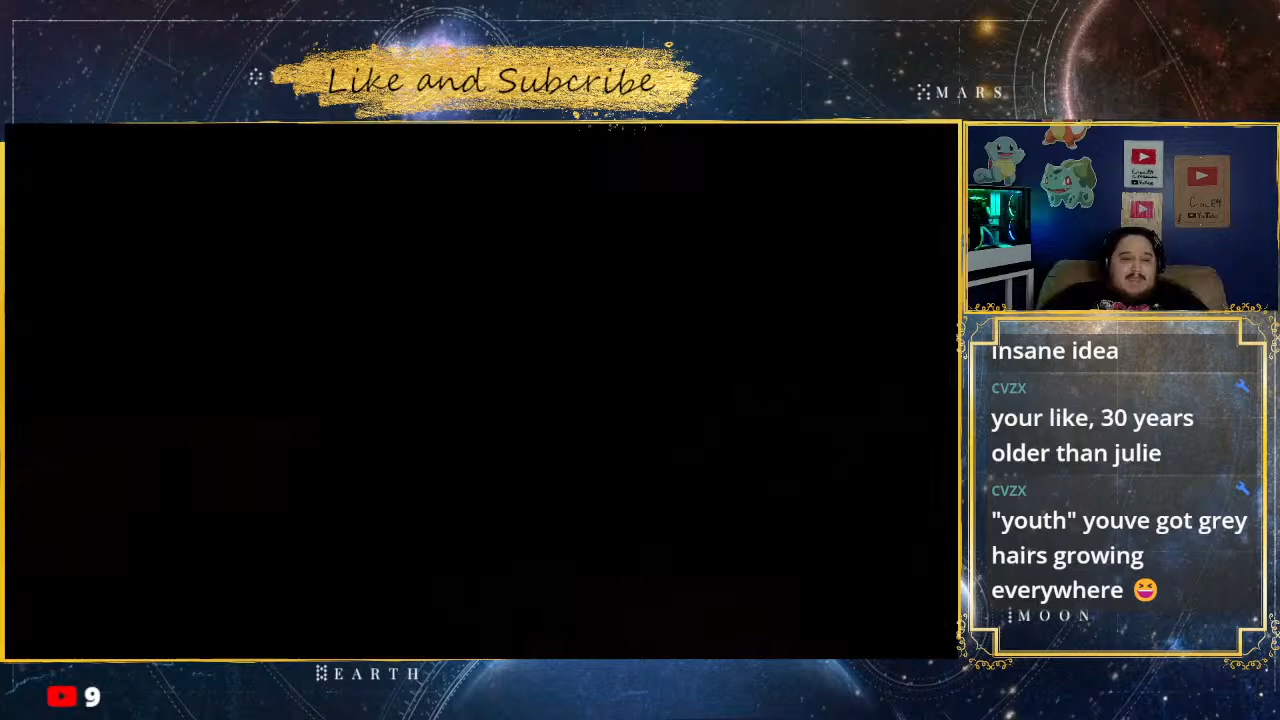 Like and Subcribe
MARS
insane idea
CVZX
your like, 30 years
older than julie
CVZX
"youth" youve got grey
hairs growing
everywhere 😆
MOON
EARTH
9